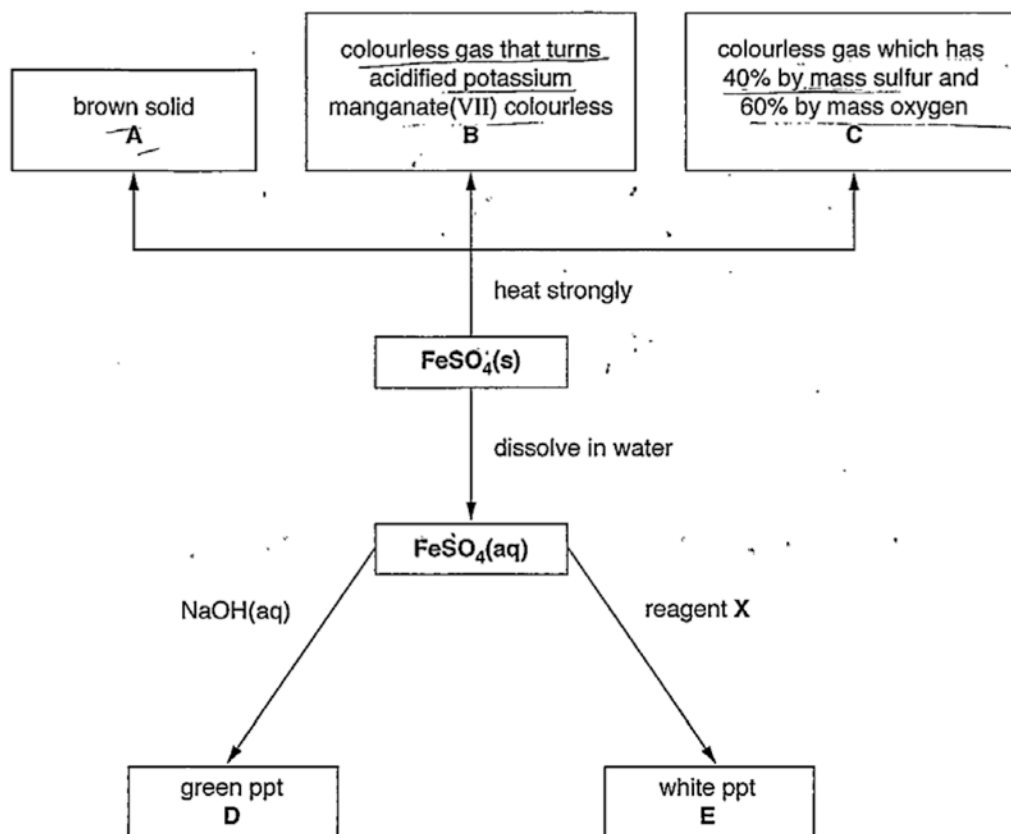 brown solid
A
colourless gas that turns
acidified potassium
manganate(VII) colourless
B
colourless gas which has
40% by mass sulfur and
60% by mass oxygen
C
heat strongly
FeSO₄(s)
dissolve in water
FeSO₄(aq)
NaOH(aq)
reagent X
green ppt
D
white ppt
E